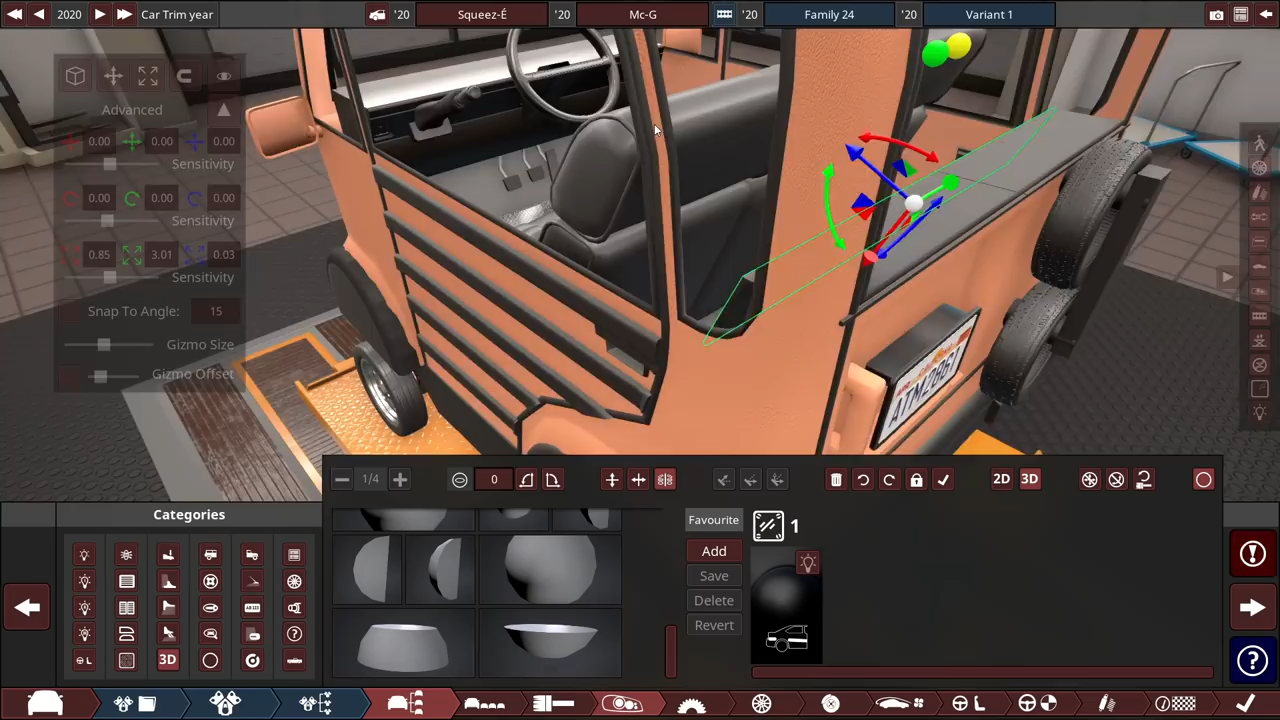 2020 Car Trim year '20 Squeez-É '20 Mc-G '20 Family 24 '20 Variant 1
Advanced
0.00 0.00 0.00
Sensitivity
0.00 0.00 0.00
Sensitivity
0.85 3.01 0.03
Sensitivity
Snap To Angle: 15
Gizmo Size
Gizmo Offset
ATM2861
1/4 0 2D 3D
Categories
Favourite 1
Add
Save
Delete
Revert
3D
L
L